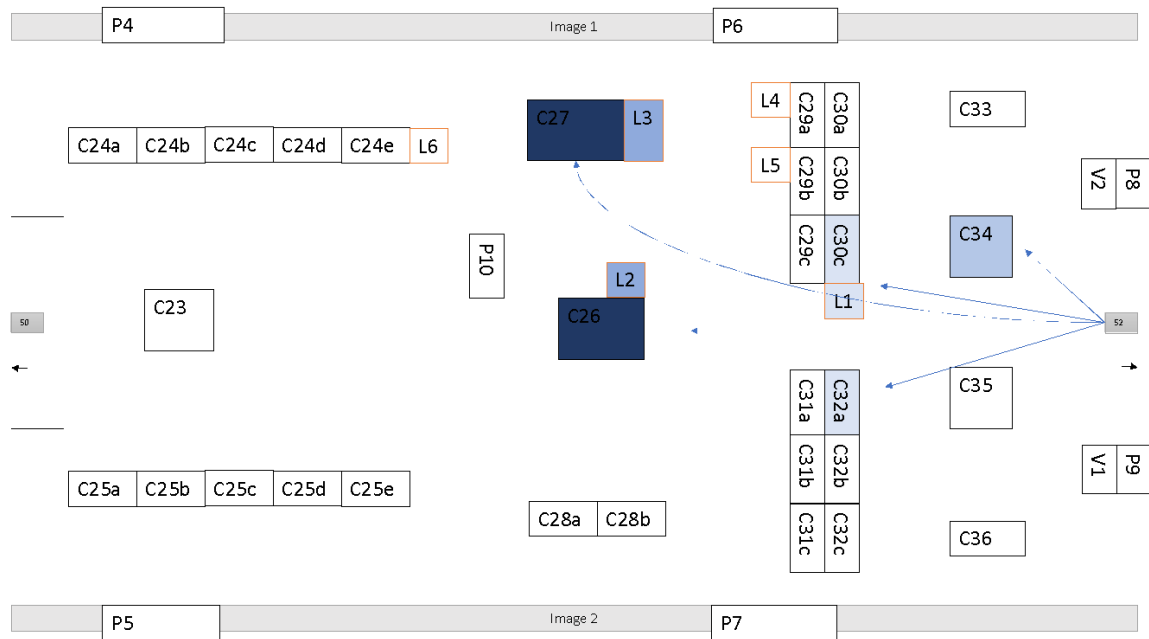 P4
Image 1
P6
C24a
C24b
C24c
C24d
C24e
L6
C27
L3
L4
C29a
C30a
C33
L5
C29b
C30b
V2
P8
C29c
C30c
C34
P10
L2
L1
C23
C26
50
52
C31a
C32a
C35
C31b
C32b
V1
P9
C25a
C25b
C25c
C25d
C25e
C28a
C28b
C31c
C32c
C36
P5
Image 2
P7